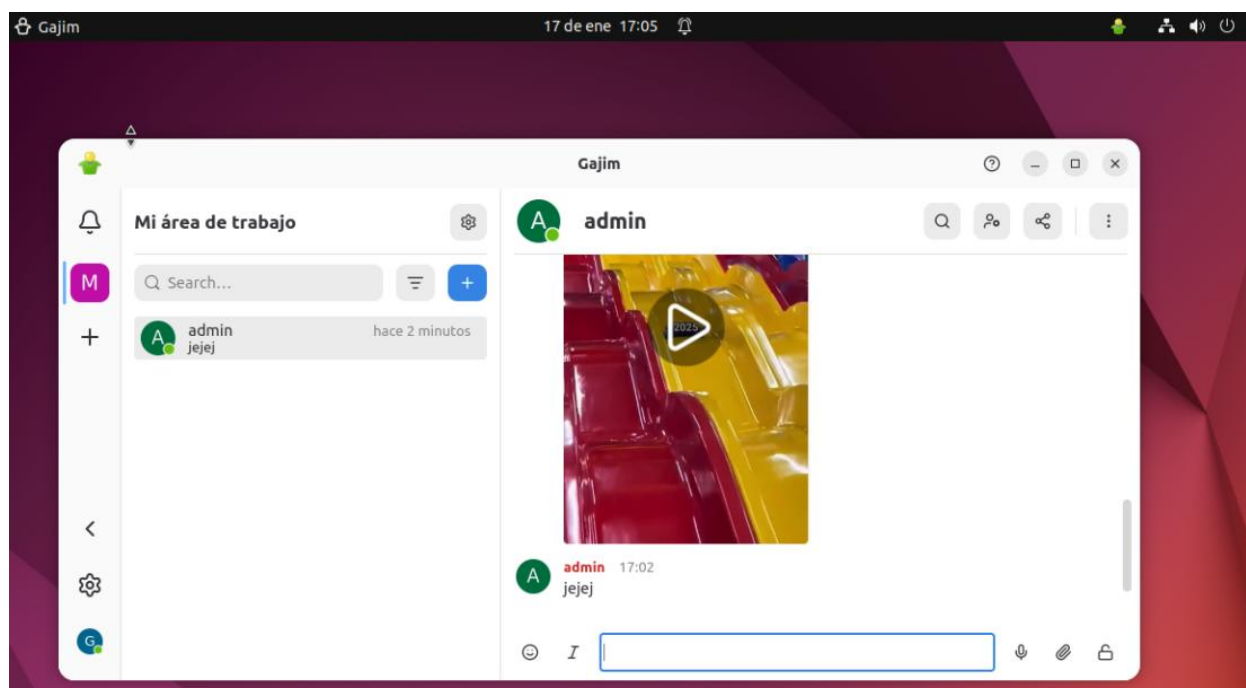 Gajim
17 de ene 17:05
Gajim
Mi área de trabajo
A
admin
M
Search...
A
admin
hace 2 minutos
jejej
2025
A
admin 17:02
jejej
G